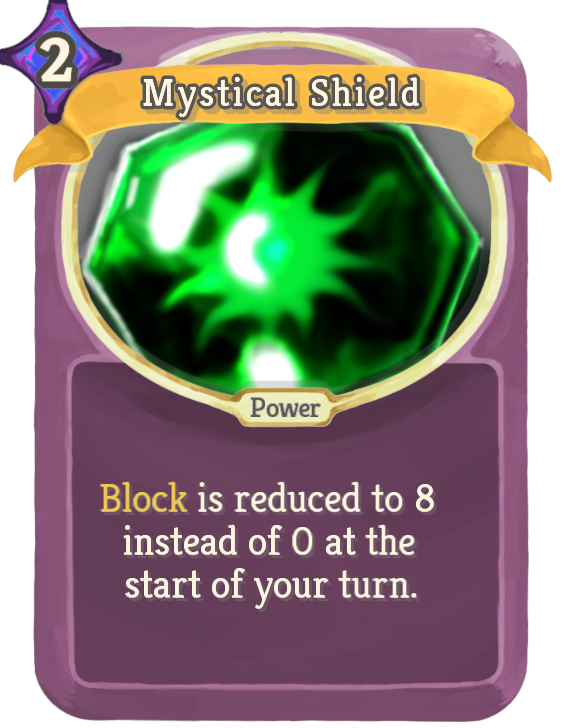 2
Mystical Shield
Power
Block is reduced to 8
instead of 0 at the
start of your turn.